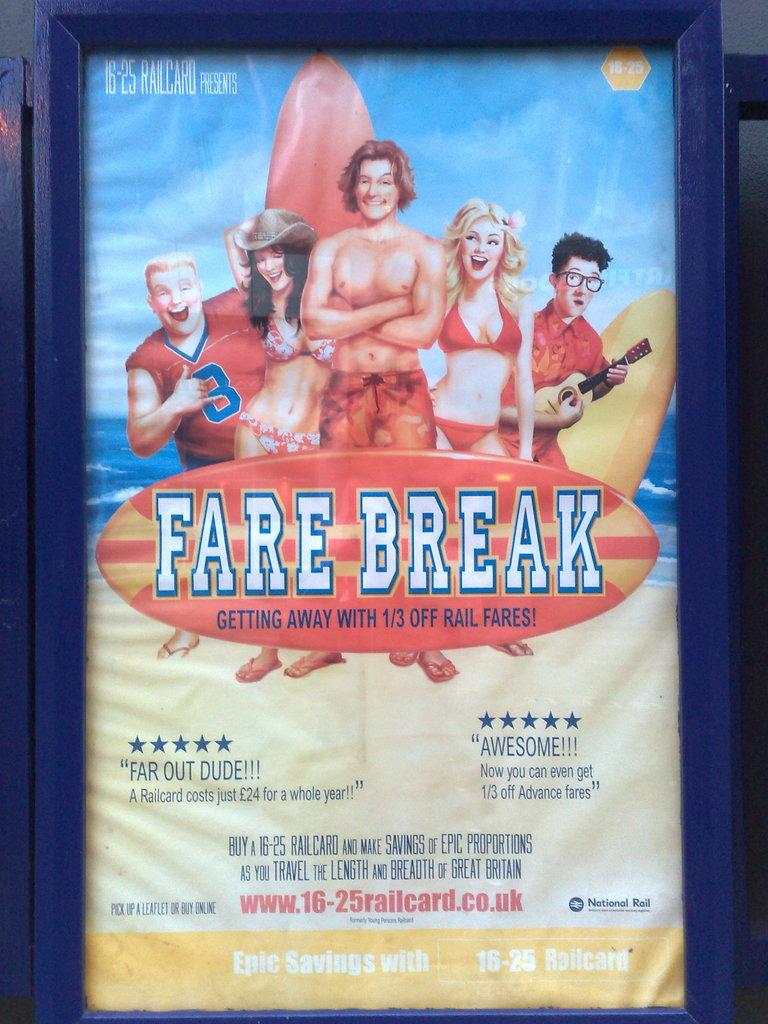 16-25 RAILCARD PRESENTS
16-25
3
FARE BREAK
GETTING AWAY WITH 1/3 OFF RAIL FARES!
★★★★★
"FAR OUT DUDE!!!
A Railcard costs just £24 for a whole year!!"
★★★★★
"AWESOME!!!
Now you can even get
1/3 off Advance fares"
BUY A 16-25 RAILCARD AND MAKE SAVINGS OF EPIC PROPORTIONS
AS YOU TRAVEL THE LENGTH AND BREADTH OF GREAT BRITAIN
PICK UP A LEAFLET OR BUY ONLINE
www.16-25railcard.co.uk
formerly Young Persons Railcard
National Rail
Epic Savings with 16-25 Railcard